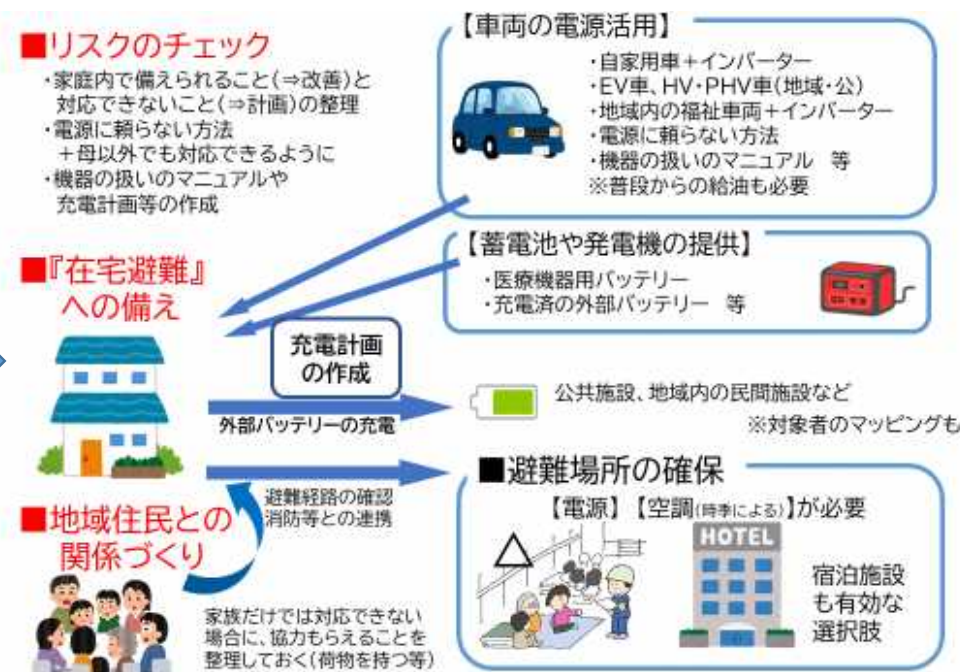 ■リスクのチェック
・家庭内で備えられること(⇒改善)と
対応できないこと(⇒計画)の整理
・電源に頼らない方法
+母以外でも対応できるように
・機器の扱いのマニュアルや
充電計画等の作成
【車両の電源活用】
・自家用車+インバーター
・EV車、HV・PHV車(地域・公)
・地域内の福祉車両+インバーター
・電源に頼らない方法
・機器の扱いのマニュアル 等
※普段からの給油も必要
■『在宅避難』
への備え
【蓄電池や発電機の提供】
・医療機器用バッテリー
・充電済の外部バッテリー 等
充電計画
の作成
外部バッテリーの充電
公共施設、地域内の民間施設など
※対象者のマッピングも
避難経路の確認
消防等との連携
■避難場所の確保
【電源】【空調(時季による)】が必要
HOTEL
宿泊施設
も有効な
選択肢
■地域住民との
関係づくり
家族だけでは対応できない
場合に、協力もらえることを
整理しておく(荷物を持つ等)